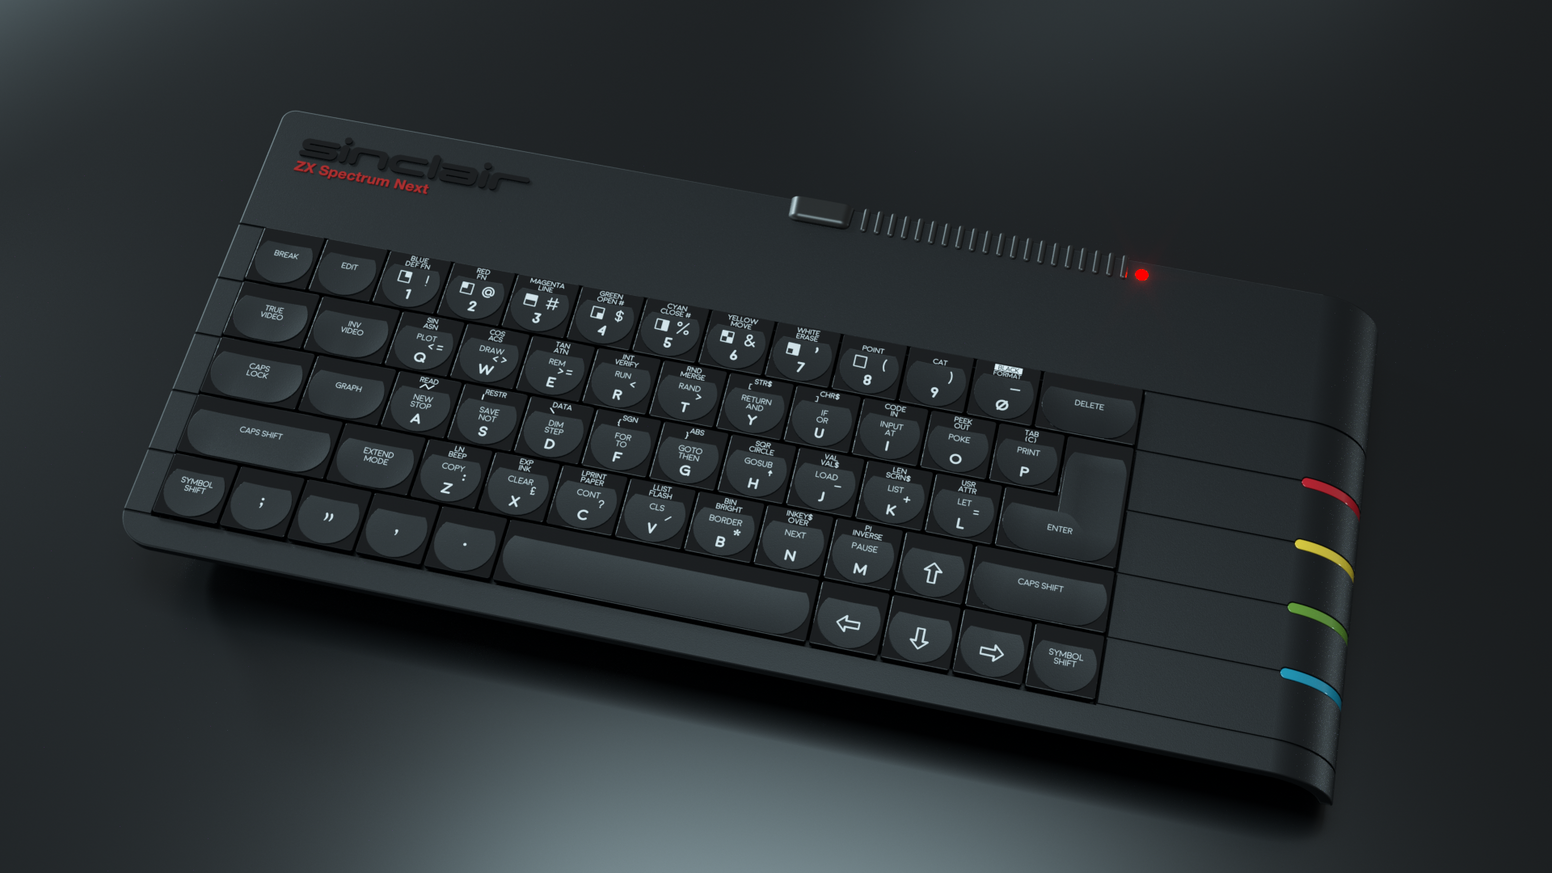 sinclair
ZX Spectrum Next
BREAK
EDIT
BLUE
DEF FN
!
1
RED
FN
@
2
MAGENTA
LINE
#
3
GREEN
OPEN #
$
4
CYAN
CLOSE #
%
5
YELLOW
MOVE
&
6
WHITE
ERASE
'
7
POINT
(
8
CAT
)
9
BLACK
FORMAT
_
0
DELETE
TRUE
VIDEO
INV
VIDEO
SIN
ASN
PLOT
<=
Q
COS
ACS
DRAW
<>
W
TAN
ATN
REM
>=
E
INT
VERIFY
RUN
<
R
RND
MERGE
RAND
>
T
[ STR$
RETURN
AND
Y
] CHR$
IF
OR
U
CODE
IN
INPUT
AT
I
PEEK
OUT
POKE
O
TAB
(C)
PRINT
P
CAPS
LOCK
GRAPH
READ
~
NEW
STOP
A
| RESTR
SAVE
NOT
S
\ DATA
DIM
STEP
D
{ SGN
FOR
TO
F
} ABS
GOTO
THEN
G
SQR
CIRCLE
GOSUB
↑
H
VAL
VAL$
LOAD
−
J
LEN
SCRN$
LIST
+
K
USR
ATTR
LET
=
L
ENTER
CAPS SHIFT
EXTEND
MODE
LN
BEEP
COPY
:
Z
EXP
INK
CLEAR
£
X
LPRINT
PAPER
CONT
?
C
LLIST
FLASH
CLS
/
V
BIN
BRIGHT
BORDER
*
B
INKEY$
OVER
NEXT
N
PI
INVERSE
PAUSE
M
⇧
CAPS SHIFT
SYMBOL
SHIFT
;
"
,
.
⇦
⇩
⇨
SYMBOL
SHIFT